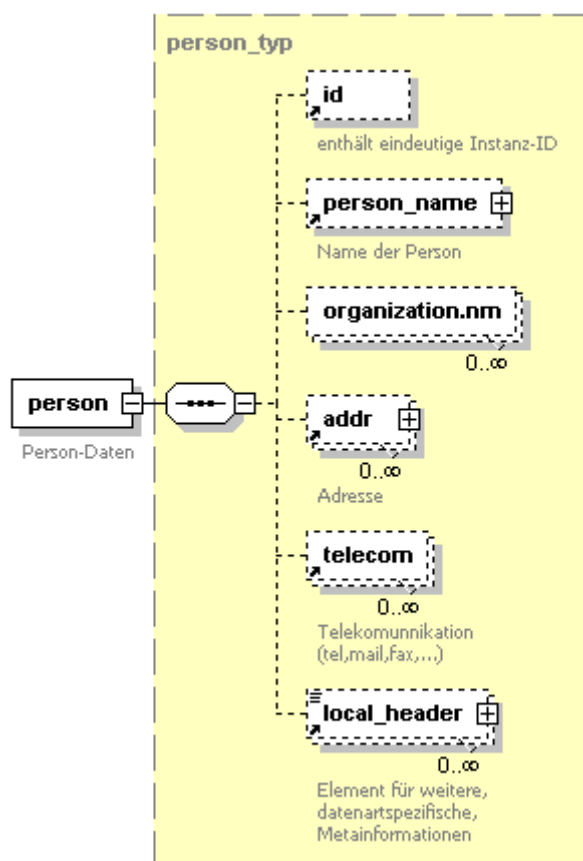 person_typ
id
enthält eindeutige Instanz-ID
person_name
Name der Person
organization.nm
0..∞
person
Person-Daten
addr
0..∞
Adresse
telecom
0..∞
Telekomunnikation
(tel,mail,fax,...)
local_header
0..∞
Element für weitere,
datenartspezifische,
Metainformationen